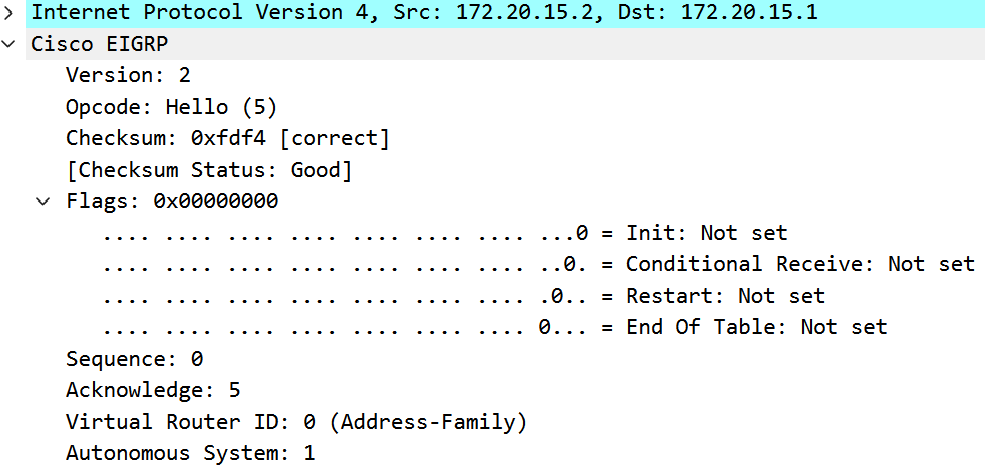 Internet Protocol Version 4, Src: 172.20.15.2, Dst: 172.20.15.1
Cisco EIGRP
Version: 2
Opcode: Hello (5)
Checksum: 0xfdf4 [correct]
[Checksum Status: Good]
Flags: 0x00000000
.... .... .... .... .... .... .... ...0 = Init: Not set
.... .... .... .... .... .... .... ..0. = Conditional Receive: Not set
.... .... .... .... .... .... .... .0.. = Restart: Not set
.... .... .... .... .... .... .... 0... = End Of Table: Not set
Sequence: 0
Acknowledge: 5
Virtual Router ID: 0 (Address-Family)
Autonomous System: 1